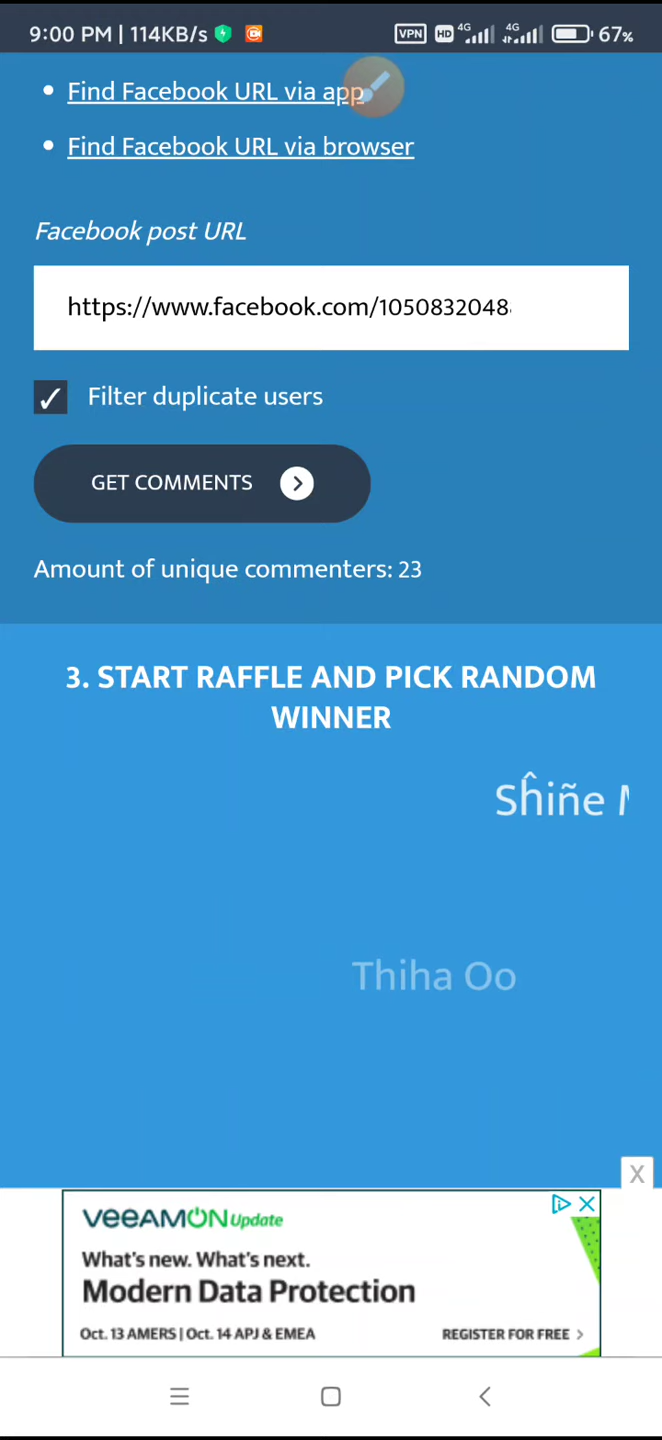 9:00 PM | 114KB/s VPN HD 4G 4G 67%
Find Facebook URL via app
Find Facebook URL via browser
Facebook post URL
https://www.facebook.com/1050832048
Filter duplicate users
GET COMMENTS
Amount of unique commenters: 23
3. START RAFFLE AND PICK RANDOM
WINNER
Sĥiñe
Thiha Oo
X
veeAMON Update
What's new. What's next.
Modern Data Protection
Oct. 13 AMERS | Oct. 14 APJ & EMEA REGISTER FOR FREE >